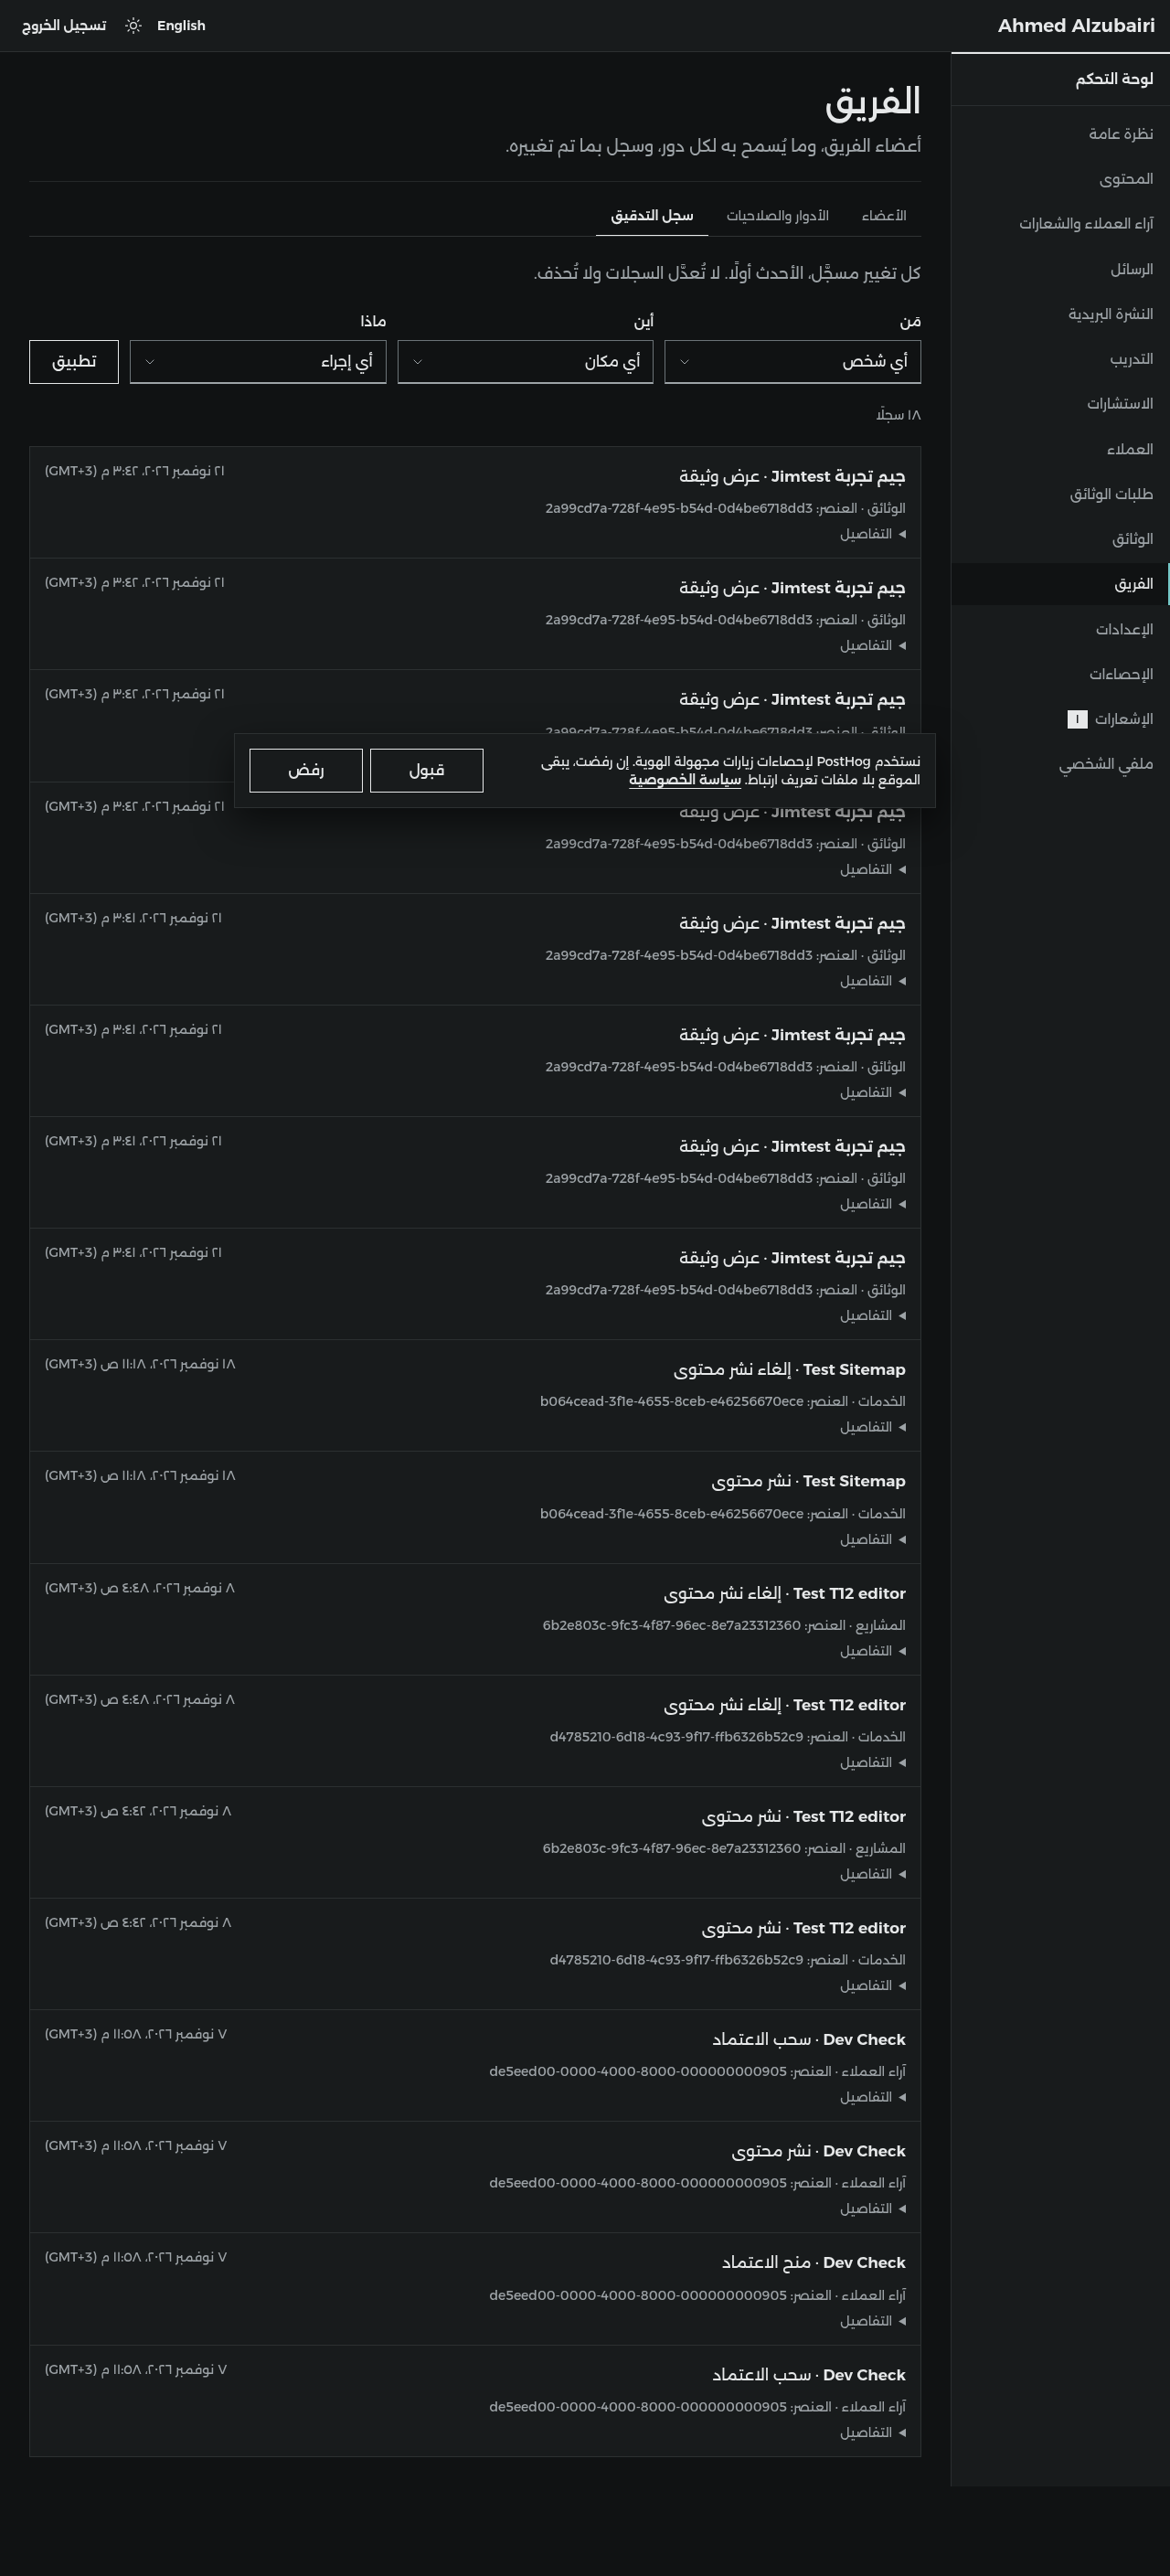 Ahmed Alzubairi
English
تسجيل الخروج
لوحة التحكم
نظرة عامة
المحتوى
آراء العملاء والشعارات
الرسائل
النشرة البريدية
التدريب
الاستشارات
العملاء
طلبات الوثائق
الوثائق
الفريق
الإعدادات
الإحصاءات
الإشعارات ١
ملفي الشخصي
الفريق
أعضاء الفريق، وما يُسمح به لكل دور، وسجل بما تم تغييره.
الأعضاء
الأدوار والصلاحيات
سجل التدقيق
كل تغيير مسجَّل، الأحدث أولًا. لا تُعدَّل السجلات ولا تُحذف.
مَن
أين
ماذا
أي شخص
أي مكان
أي إجراء
تطبيق
١٨ سجلًا
جيم تجربة Jimtest · عرض وثيقة
٢١ نوفمبر ٢٠٢٦، ٣:٤٢ م (GMT+3)
الوثائق · العنصر: 2a99cd7a-728f-4e95-b54d-0d4be6718dd3
التفاصيل
جيم تجربة Jimtest · عرض وثيقة
٢١ نوفمبر ٢٠٢٦، ٣:٤٢ م (GMT+3)
الوثائق · العنصر: 2a99cd7a-728f-4e95-b54d-0d4be6718dd3
التفاصيل
جيم تجربة Jimtest · عرض وثيقة
٢١ نوفمبر ٢٠٢٦، ٣:٤٢ م (GMT+3)
الوثائق · العنصر: 2a99cd7a-728f-4e95-b54d-0d4be6718dd3
نستخدم PostHog لإحصاءات زيارات مجهولة الهوية. إن رفضت، يبقى
الموقع بلا ملفات تعريف ارتباط. سياسة الخصوصية
قبول
رفض
جيم تجربة Jimtest · عرض وثيقة
٢١ نوفمبر ٢٠٢٦، ٣:٤٢ م (GMT+3)
الوثائق · العنصر: 2a99cd7a-728f-4e95-b54d-0d4be6718dd3
التفاصيل
جيم تجربة Jimtest · عرض وثيقة
٢١ نوفمبر ٢٠٢٦، ٣:٤١ م (GMT+3)
الوثائق · العنصر: 2a99cd7a-728f-4e95-b54d-0d4be6718dd3
التفاصيل
جيم تجربة Jimtest · عرض وثيقة
٢١ نوفمبر ٢٠٢٦، ٣:٤١ م (GMT+3)
الوثائق · العنصر: 2a99cd7a-728f-4e95-b54d-0d4be6718dd3
التفاصيل
جيم تجربة Jimtest · عرض وثيقة
٢١ نوفمبر ٢٠٢٦، ٣:٤١ م (GMT+3)
الوثائق · العنصر: 2a99cd7a-728f-4e95-b54d-0d4be6718dd3
التفاصيل
جيم تجربة Jimtest · عرض وثيقة
٢١ نوفمبر ٢٠٢٦، ٣:٤١ م (GMT+3)
الوثائق · العنصر: 2a99cd7a-728f-4e95-b54d-0d4be6718dd3
التفاصيل
Test Sitemap · إلغاء نشر محتوى
١٨ نوفمبر ٢٠٢٦، ١١:١٨ ص (GMT+3)
الخدمات · العنصر: b064cead-3f1e-4655-8ceb-e46256670ece
التفاصيل
Test Sitemap · نشر محتوى
١٨ نوفمبر ٢٠٢٦، ١١:١٨ ص (GMT+3)
الخدمات · العنصر: b064cead-3f1e-4655-8ceb-e46256670ece
التفاصيل
Test T12 editor · إلغاء نشر محتوى
٨ نوفمبر ٢٠٢٦، ٤:٤٨ ص (GMT+3)
المشاريع · العنصر: 6b2e803c-9fc3-4f87-96ec-8e7a23312360
التفاصيل
Test T12 editor · إلغاء نشر محتوى
٨ نوفمبر ٢٠٢٦، ٤:٤٨ ص (GMT+3)
الخدمات · العنصر: d4785210-6d18-4c93-9f17-ffb6326b52c9
التفاصيل
Test T12 editor · نشر محتوى
٨ نوفمبر ٢٠٢٦، ٤:٤٢ ص (GMT+3)
المشاريع · العنصر: 6b2e803c-9fc3-4f87-96ec-8e7a23312360
التفاصيل
Test T12 editor · نشر محتوى
٨ نوفمبر ٢٠٢٦، ٤:٤٢ ص (GMT+3)
الخدمات · العنصر: d4785210-6d18-4c93-9f17-ffb6326b52c9
التفاصيل
Dev Check · سحب الاعتماد
٧ نوفمبر ٢٠٢٦، ١١:٥٨ م (GMT+3)
آراء العملاء · العنصر: de5eed00-0000-4000-8000-000000000905
التفاصيل
Dev Check · نشر محتوى
٧ نوفمبر ٢٠٢٦، ١١:٥٨ م (GMT+3)
آراء العملاء · العنصر: de5eed00-0000-4000-8000-000000000905
التفاصيل
Dev Check · منح الاعتماد
٧ نوفمبر ٢٠٢٦، ١١:٥٨ م (GMT+3)
آراء العملاء · العنصر: de5eed00-0000-4000-8000-000000000905
التفاصيل
Dev Check · سحب الاعتماد
٧ نوفمبر ٢٠٢٦، ١١:٥٨ م (GMT+3)
آراء العملاء · العنصر: de5eed00-0000-4000-8000-000000000905
التفاصيل